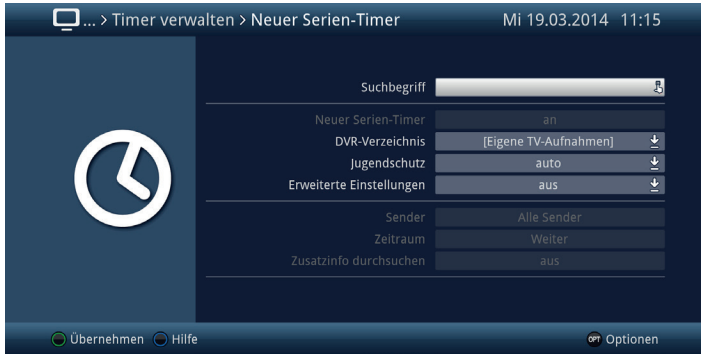 ... > Timer verwalten > Neuer Serien-Timer Mi 19.03.2014 11:15
Suchbegriff
Neuer Serien-Timer an
DVR-Verzeichnis [Eigene TV-Aufnahmen]
Jugendschutz auto
Erweiterte Einstellungen aus
Sender Alle Sender
Zeitraum Weiter
Zusatzinfo durchsuchen aus
Übernehmen Hilfe OPT Optionen